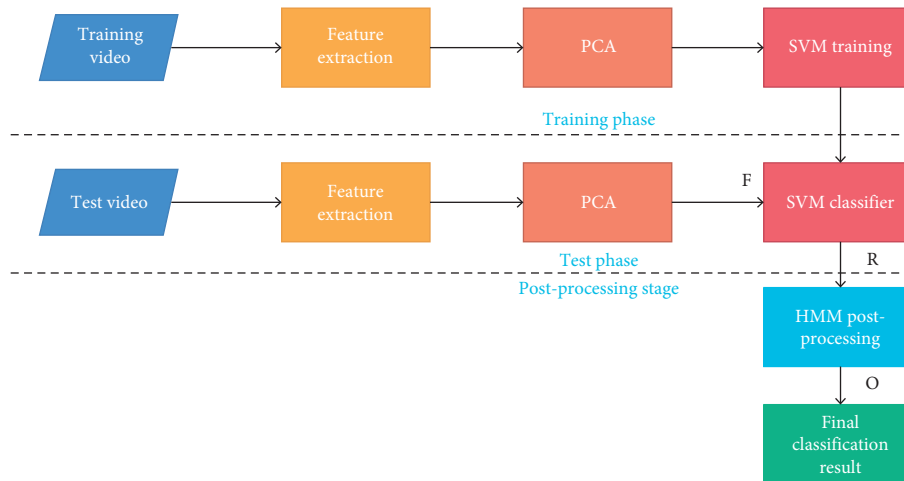 Training
video
Feature
extraction
PCA
SVM training
Training phase
Test video
Feature
extraction
PCA
F
SVM classifier
Test phase
R
Post-processing stage
HMM post-
processing
O
Final
classification
result